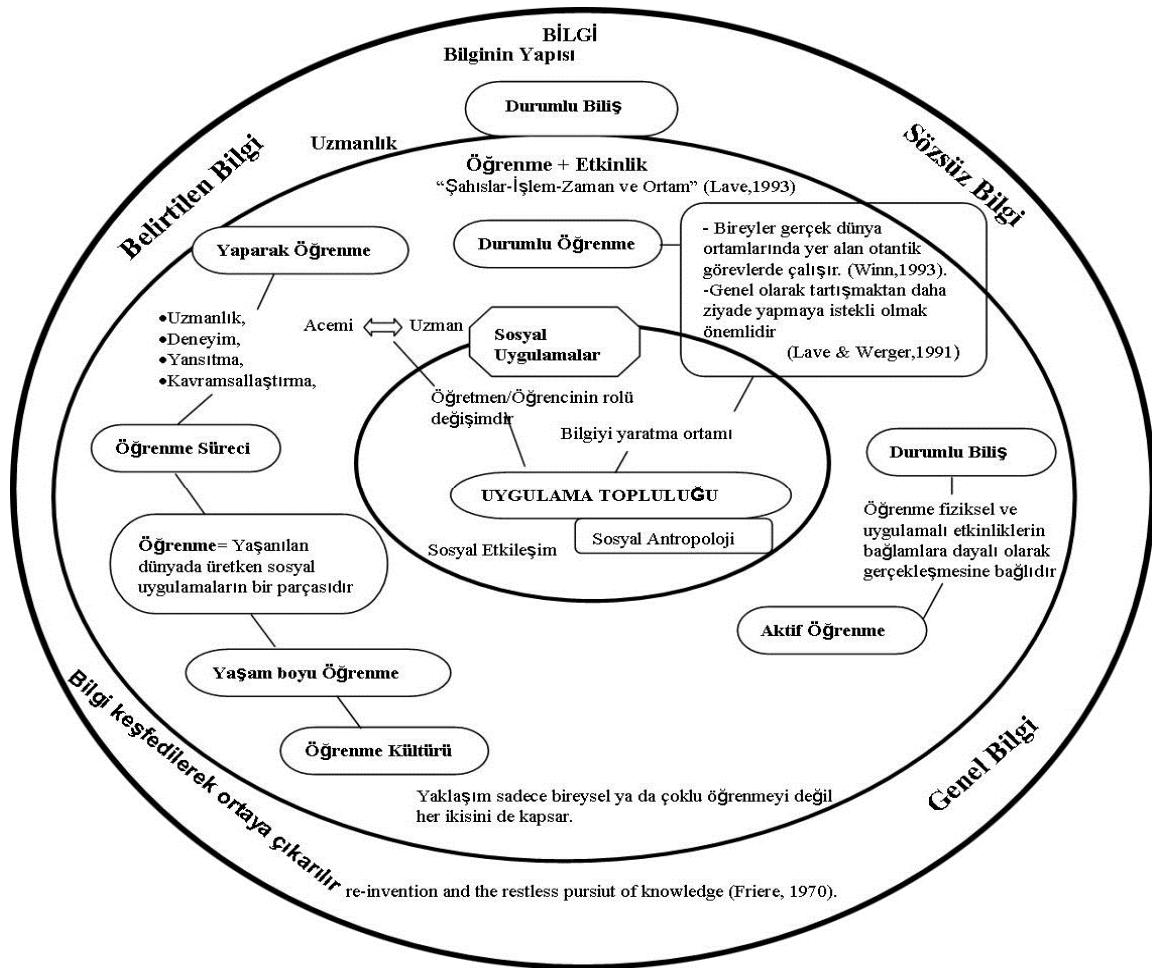 BİLGİ
Bilginin Yapısı
Durumlu Biliş
Uzmanlık
Belirtilen Bilgi
Sözsüz Bilgi
Öğrenme + Etkinlik
“Şahıslar-İşlem-Zaman ve Ortam” (Lave,1993)
Yaparak Öğrenme
Durumlu Öğrenme
- Bireyler gerçek dünya
ortamlarında yer alan otantik
görevlerde çalışır. (Winn,1993).
-Genel olarak tartışmaktan daha
ziyade yapmaya istekli olmak
önemlidir
(Lave & Werger,1991)
•Uzmanlık,
•Deneyim,
•Yansıtma,
•Kavramsallaştırma,
Acemi
Uzman
Sosyal
Uygulamalar
Öğretmen/Öğrencinin rolü
değişimdir
Bilgiyi yaratma ortamı
Öğrenme Süreci
Durumlu Biliş
UYGULAMA TOPLULUĞU
Sosyal Antropoloji
Sosyal Etkileşim
Öğrenme fiziksel ve
uygulamalı etkinliklerin
bağlamlara dayalı olarak
gerçekleşmesine bağlıdır
Öğrenme= Yaşanılan
dünyada üretken sosyal
uygulamaların bir parçasıdır
Aktif Öğrenme
Yaşam boyu Öğrenme
Öğrenme Kültürü
Bilgi keşfedilerek ortaya çıkarılır
Genel Bilgi
Yaklaşım sadece bireysel ya da çoklu öğrenmeyi değil
her ikisini de kapsar.
re-invention and the restless pursiut of knowledge (Friere, 1970).